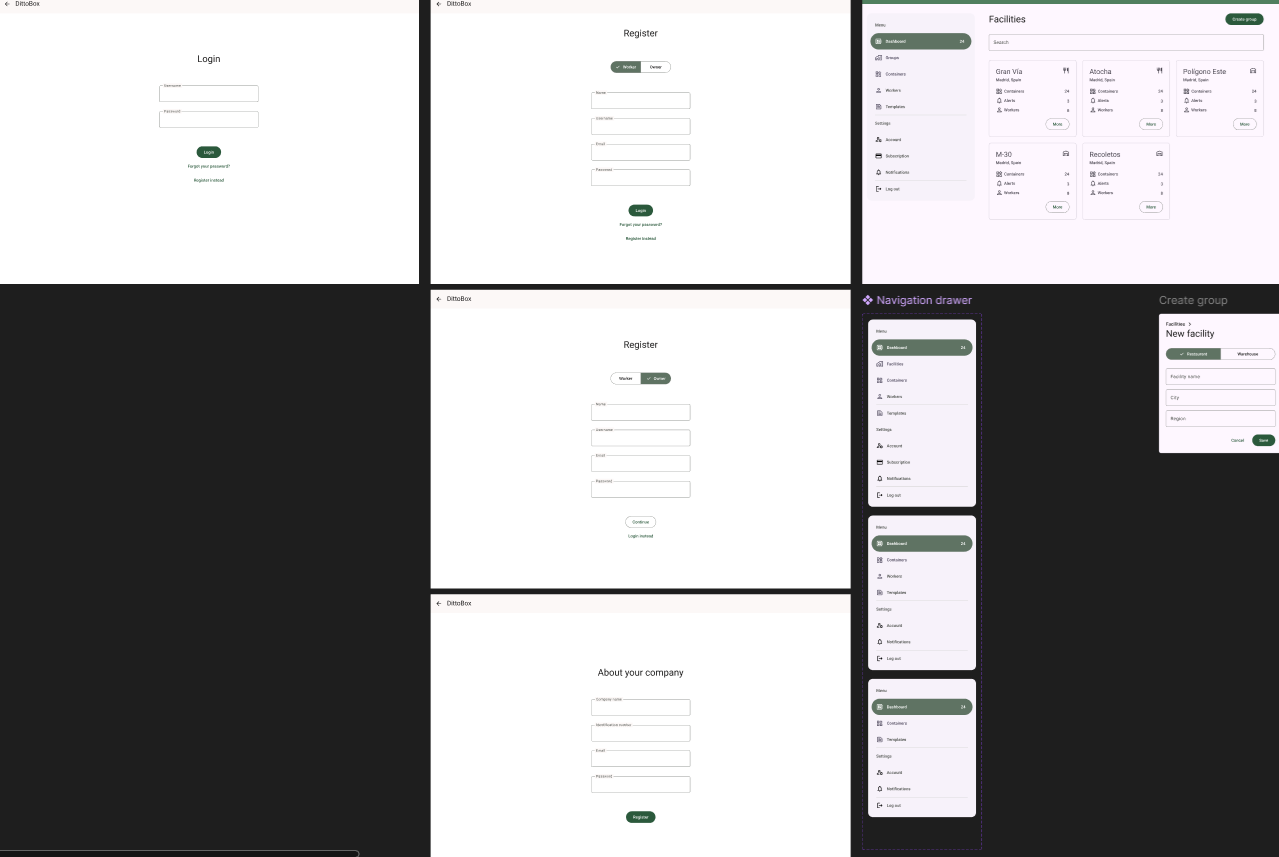 DittoBox
Login
Username
Password
Login
Forgot your password?
Register instead
DittoBox
Register
Worker
Owner
Name
Username
Email
Password
Login
Forgot your password?
Register instead
Menu
Dashboard 24
Groups
Containers
Workers
Templates
Settings
Account
Subscription
Notifications
Log out
Facilities
Create group
Search
Gran Vía
Madrid, Spain
Containers 24
Alerts 3
Workers 8
More
Atocha
Madrid, Spain
Containers 24
Alerts 3
Workers 8
More
Polígono Este
Madrid, Spain
Containers 24
Alerts 3
Workers 8
More
M-30
Madrid, Spain
Containers 24
Alerts 3
Workers 8
More
Recoletos
Madrid, Spain
Containers 24
Alerts 3
Workers 8
More
DittoBox
Register
Worker
Owner
Name
Username
Email
Password
Continue
Login instead
DittoBox
About your company
Company name
Identification number
Email
Password
Register
Navigation drawer
Menu
Dashboard 24
Facilities
Containers
Workers
Templates
Settings
Account
Subscription
Notifications
Log out
Menu
Dashboard 24
Containers
Workers
Templates
Settings
Account
Notifications
Log out
Menu
Dashboard 24
Containers
Templates
Settings
Account
Notifications
Log out
Create group
Facilities >
New facility
Restaurant
Warehouse
Facility name
City
Region
Cancel
Save